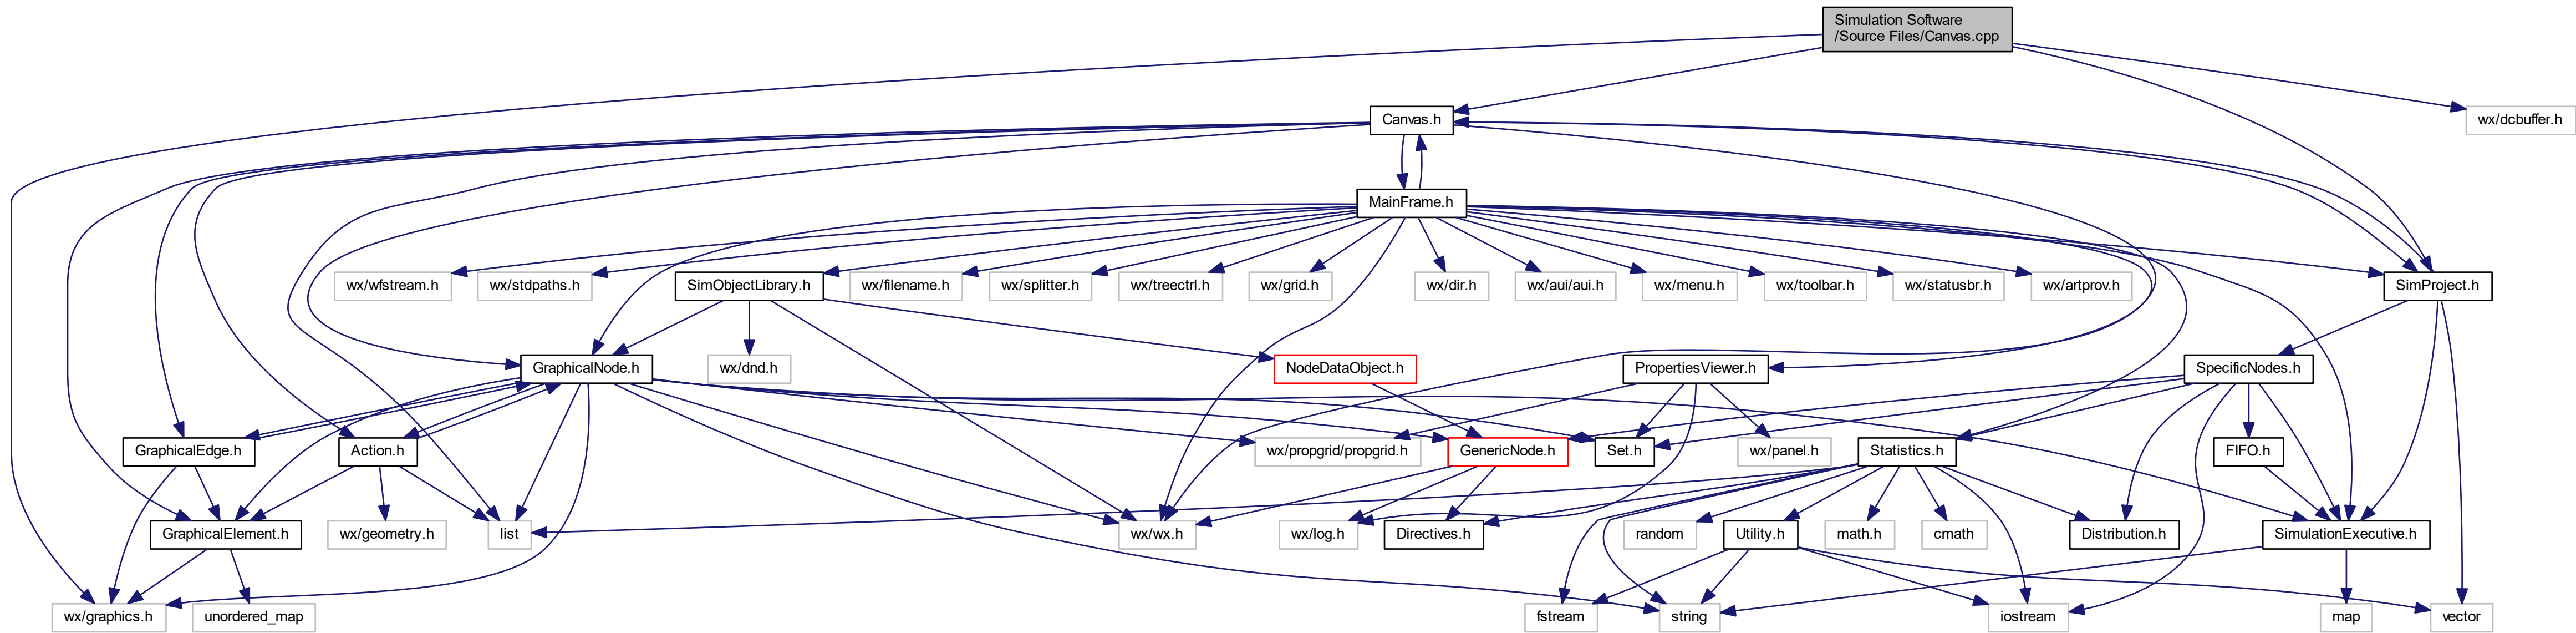 Simulation Software
/Source Files/Canvas.cpp
Canvas.h
wx/dcbuffer.h
MainFrame.h
wx/wfstream.h
wx/stdpaths.h
SimObjectLibrary.h
wx/filename.h
wx/splitter.h
wx/treectrl.h
wx/grid.h
wx/dir.h
wx/aui/aui.h
wx/menu.h
wx/toolbar.h
wx/statusbr.h
wx/artprov.h
SimProject.h
GraphicalNode.h
wx/dnd.h
NodeDataObject.h
PropertiesViewer.h
SpecificNodes.h
GraphicalEdge.h
Action.h
wx/propgrid/propgrid.h
GenericNode.h
Set.h
wx/panel.h
Statistics.h
FIFO.h
GraphicalElement.h
wx/geometry.h
list
wx/wx.h
wx/log.h
Directives.h
random
Utility.h
math.h
cmath
Distribution.h
SimulationExecutive.h
wx/graphics.h
unordered_map
fstream
string
iostream
map
vector